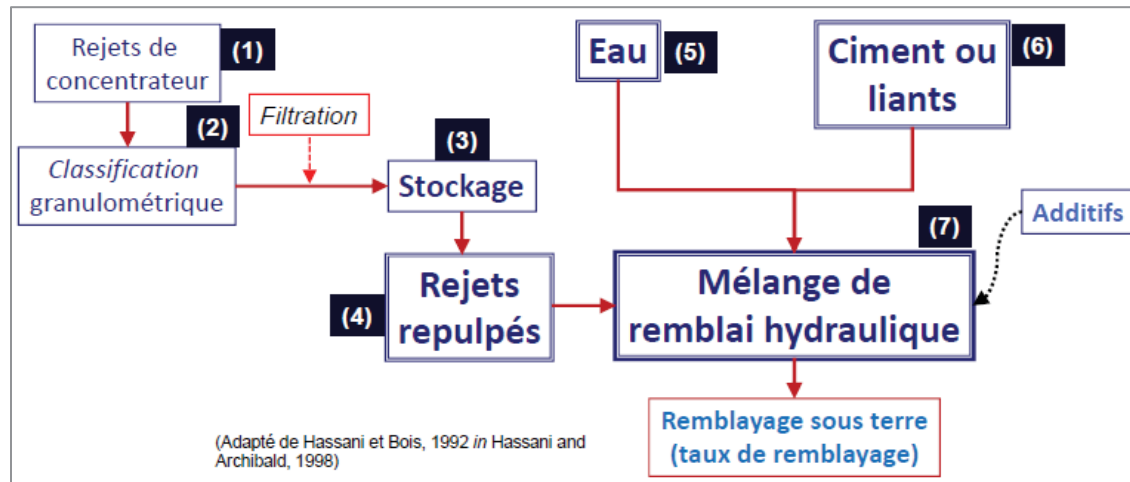 Rejets de
concentrateur
(1)
(2)
Classification
granulométrique
Filtration
(3)
Stockage
(4)
Rejets
repulpés
Eau
(5)
Ciment ou
liants
(6)
(7)
Mélange de
remblai hydraulique
Additifs
Remblayage sous terre
(taux de remblayage)
(Adapté de Hassani et Bois, 1992 in Hassani and
Archibald, 1998)